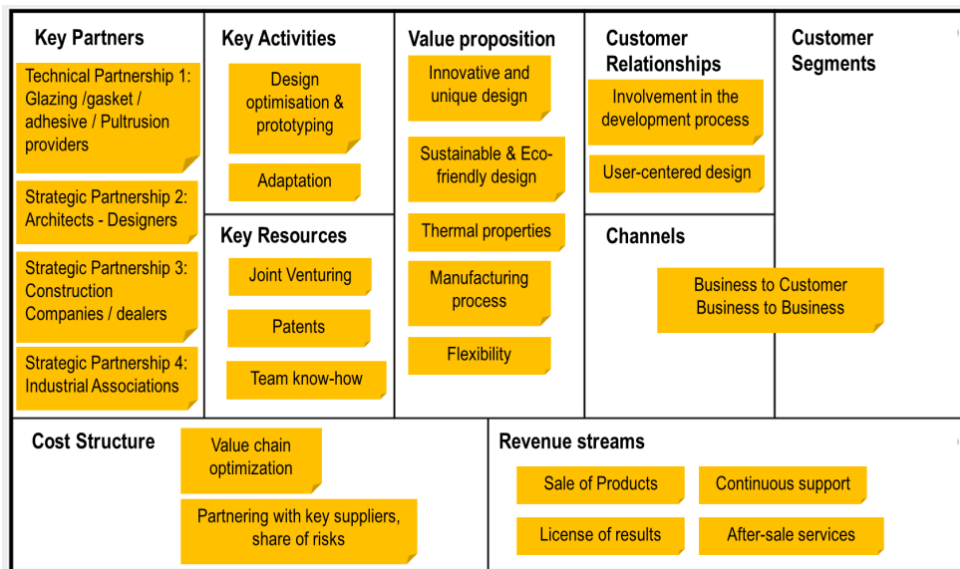 Key Partners
Technical Partnership 1:
Glazing /gasket /
adhesive / Pultrusion
providers
Strategic Partnership 2:
Architects - Designers
Strategic Partnership 3:
Construction
Companies / dealers
Strategic Partnership 4:
Industrial Associations
Key Activities
Design
optimisation &
prototyping
Adaptation
Key Resources
Joint Venturing
Patents
Team know-how
Value proposition
Innovative and
unique design
Sustainable & Eco-
friendly design
Thermal properties
Manufacturing
process
Flexibility
Customer
Relationships
Involvement in the
development process
User-centered design
Channels
Business to Customer
Business to Business
Customer
Segments
Cost Structure
Value chain
optimization
Partnering with key suppliers,
share of risks
Revenue streams
Sale of Products
Continuous support
License of results
After-sale services